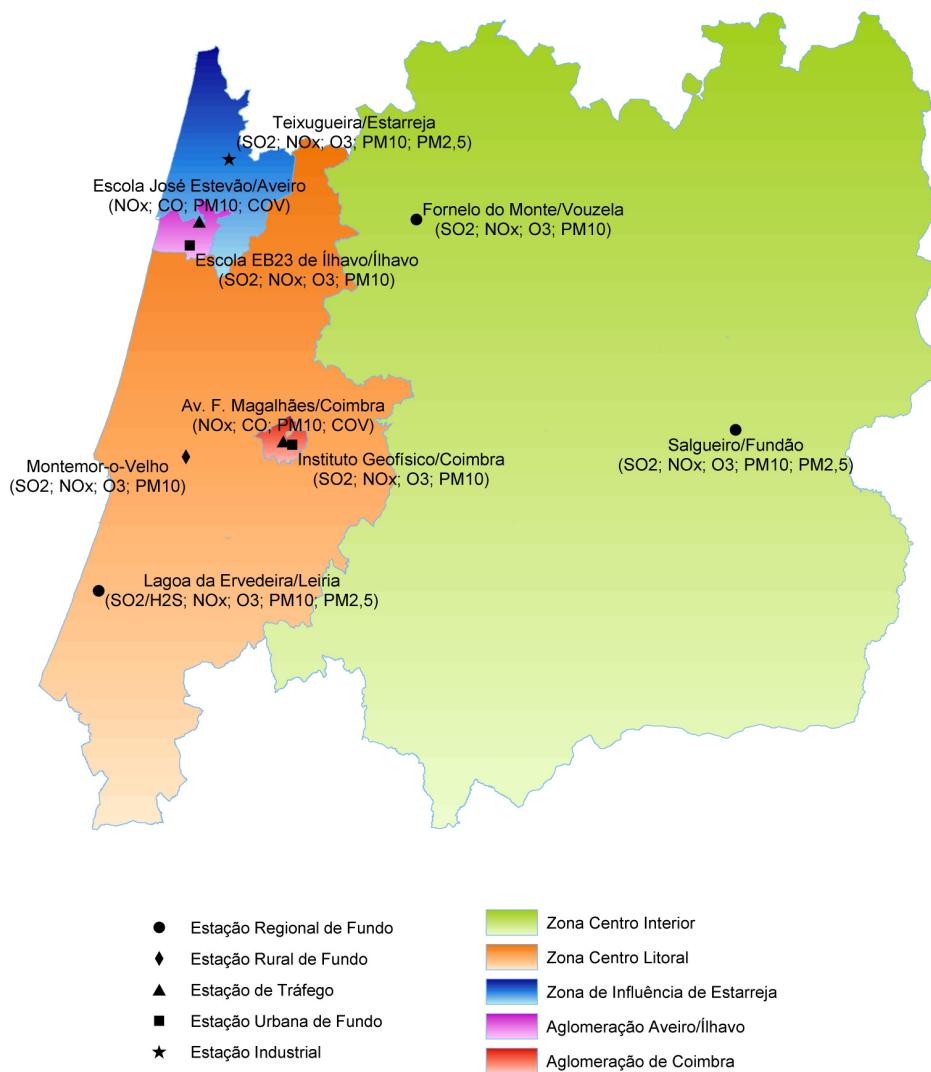 Teixugueira/Estarreja
(SO2; NOx; O3; PM10; PM2,5)
Escola José Estevão/Aveiro
(NOx; CO; PM10; COV)
Fornelo do Monte/Vouzela
(SO2; NOx; O3; PM10)
Escola EB23 de Ílhavo/Ílhavo
(SO2; NOx; O3; PM10)
Av. F. Magalhães/Coimbra
(NOx; CO; PM10; COV)
Salgueiro/Fundão
(SO2; NOx; O3; PM10; PM2,5)
Instituto Geofísico/Coimbra
(SO2; NOx; O3; PM10)
Montemor-o-Velho
(SO2; NOx; O3; PM10)
Lagoa da Ervedeira/Leiria
(SO2/H2S; NOx; O3; PM10; PM2,5)
Estação Regional de Fundo
Estação Rural de Fundo
Estação de Tráfego
Estação Urbana de Fundo
Estação Industrial
Zona Centro Interior
Zona Centro Litoral
Zona de Influência de Estarreja
Aglomeração Aveiro/Ílhavo
Aglomeração de Coimbra